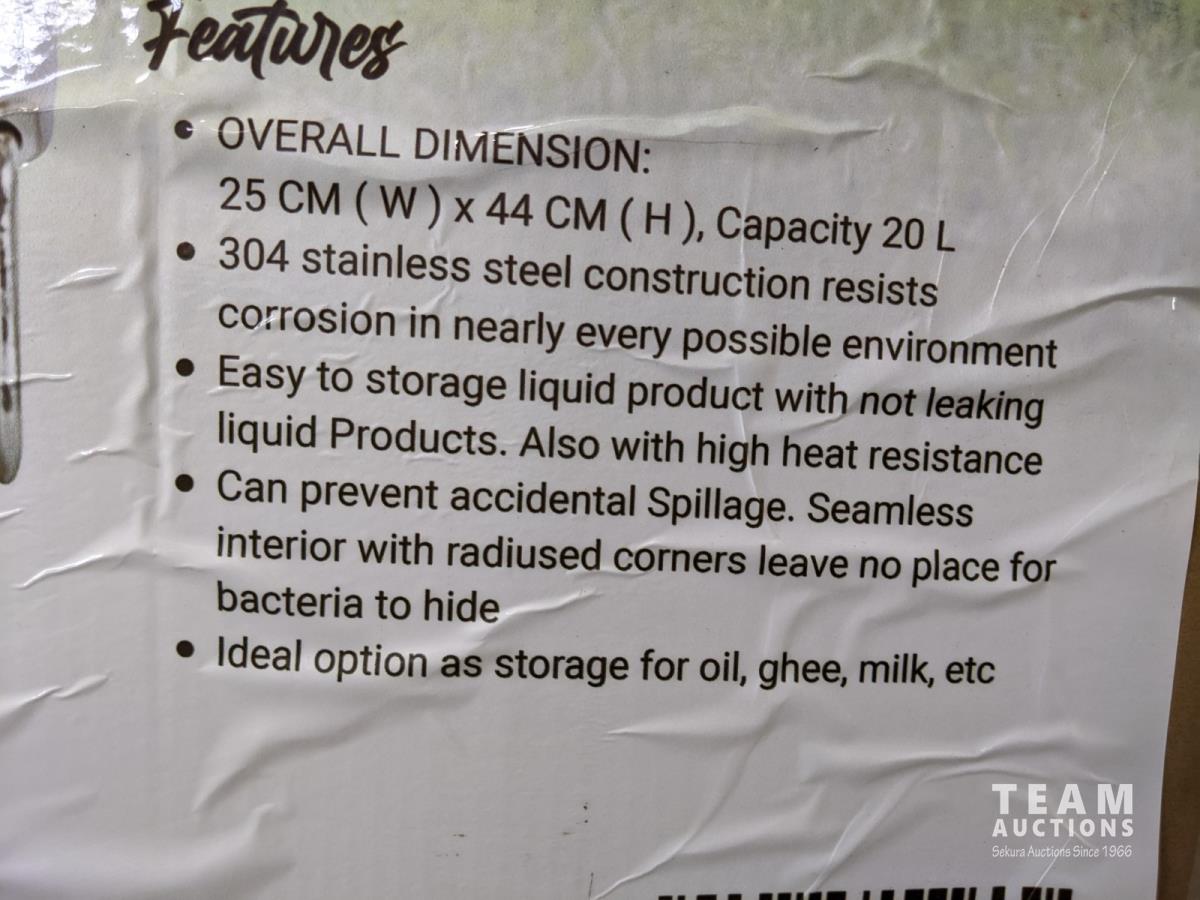 Features
• OVERALL DIMENSION:
25 CM ( W ) x 44 CM ( H ), Capacity 20 L
• 304 stainless steel construction resists
corrosion in nearly every possible environment
• Easy to storage liquid product with not leaking
liquid Products. Also with high heat resistance
• Can prevent accidental Spillage. Seamless
interior with radiused corners leave no place for
bacteria to hide
• Ideal option as storage for oil, ghee, milk, etc
TEAM
AUCTIONS
Sekura Auctions Since 1966